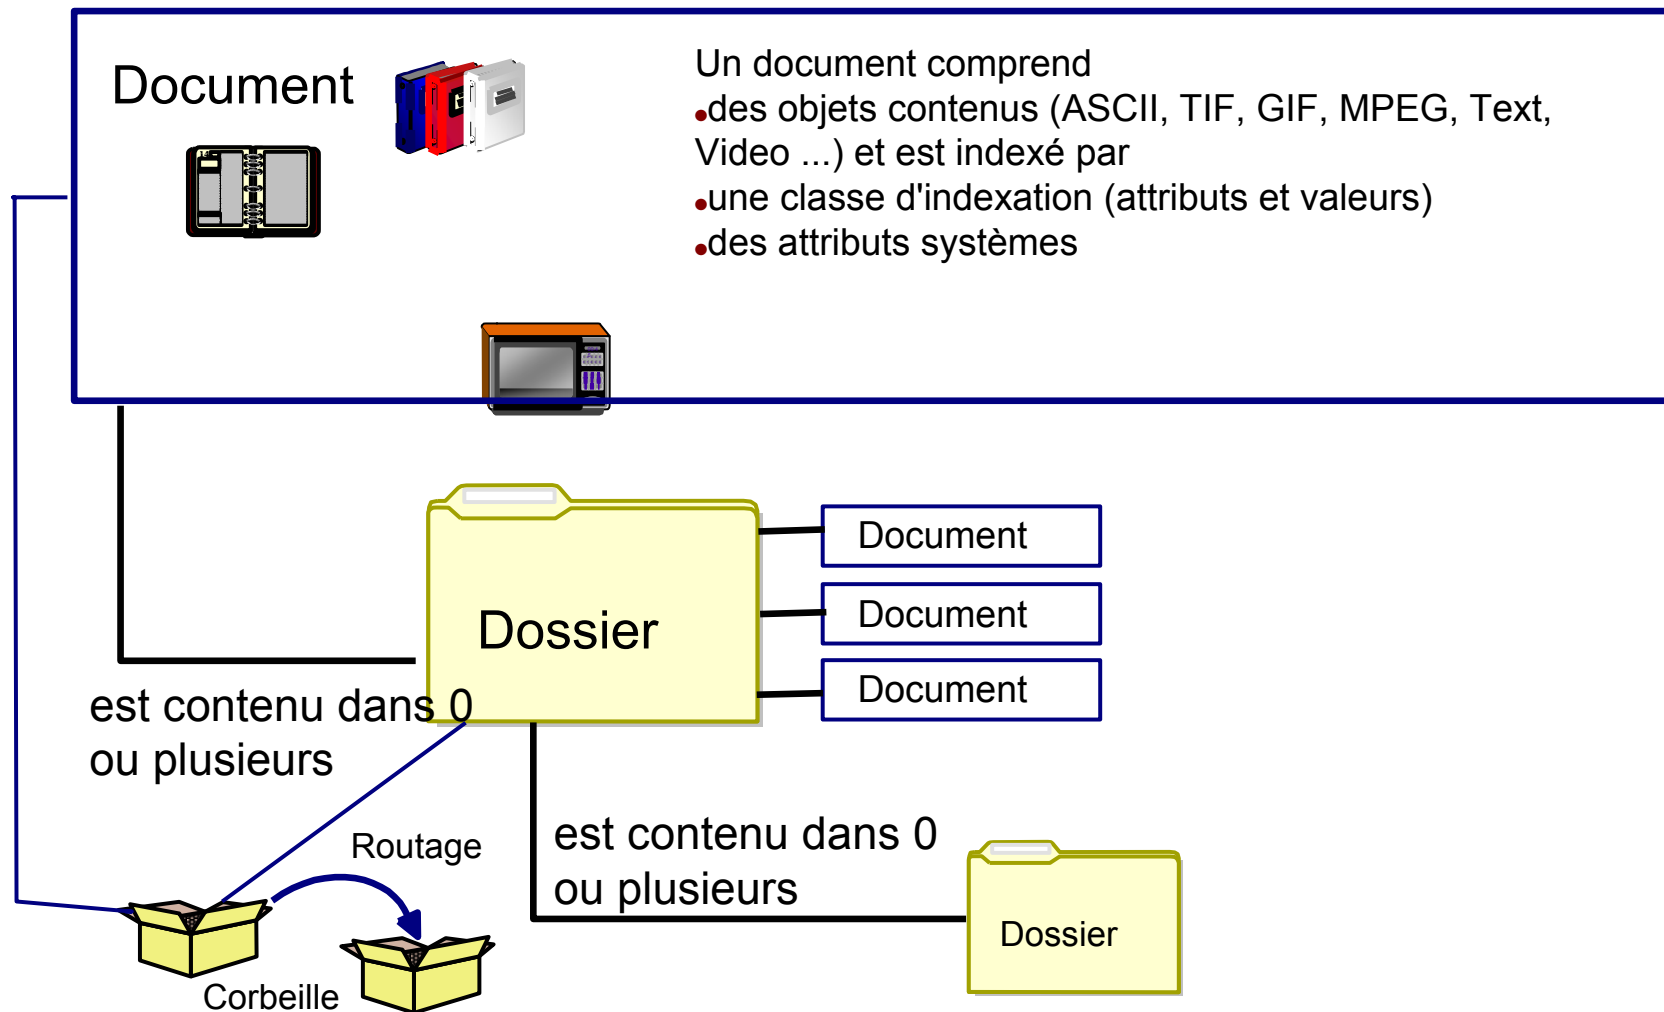 Document
Un document comprend
•des objets contenus (ASCII, TIF, GIF, MPEG, Text,
Video ...) et est indexé par
•une classe d'indexation (attributs et valeurs)
•des attributs systèmes
Document
Document
Dossier
Document
est contenu dans 0
ou plusieurs
Routage
est contenu dans 0
ou plusieurs
Dossier
Corbeille